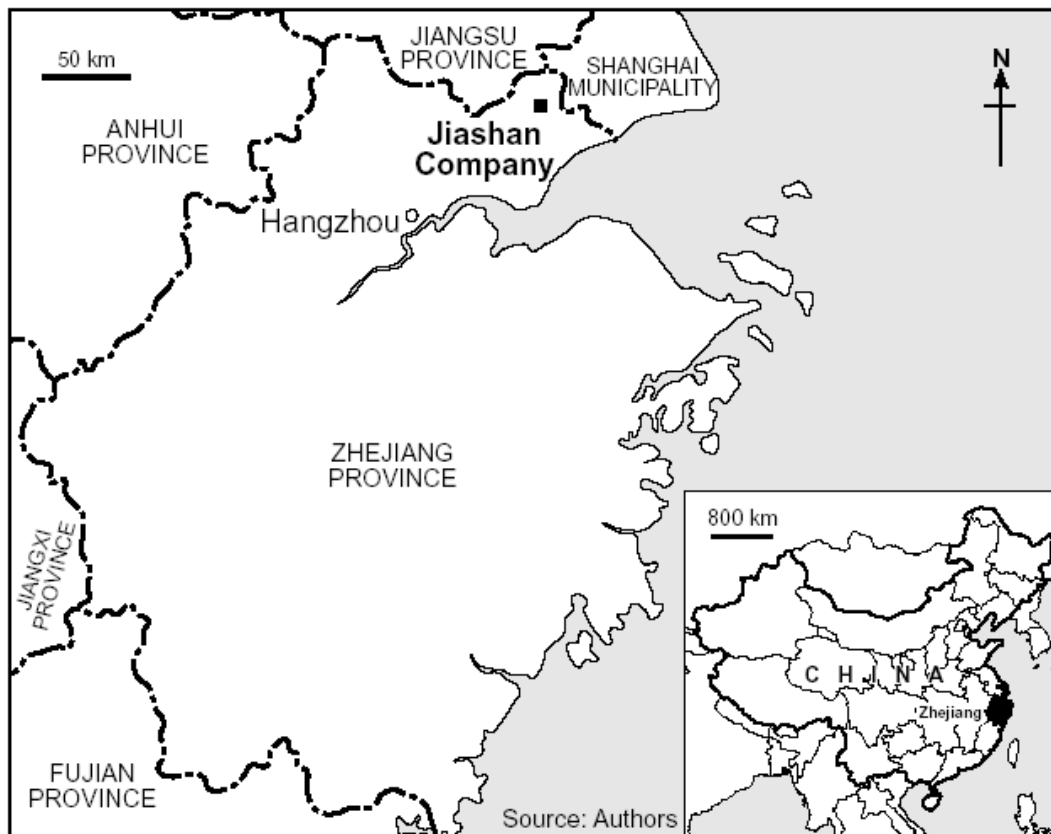 50 km
JIANGSU
PROVINCE
SHANGHAI
MUNICIPALITY
N
ANHUI
PROVINCE
Jiashan
Company
Hangzhou
ZHEJIANG
PROVINCE
JIANGXI
PROVINCE
FUJIAN
PROVINCE
Source: Authors
800 km
CHINA
Zhejiang